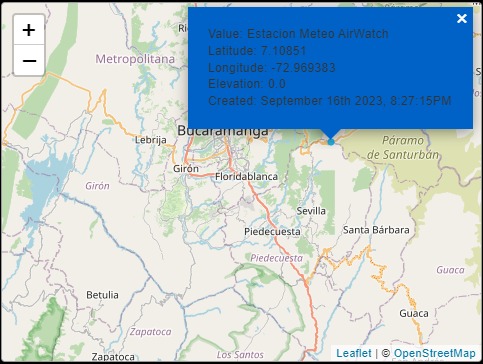 +
−
Río
×
Value: Estacion Meteo AirWatch
Latitude: 7.10851
Longitude: -72.969383
Elevation: 0.0
Created: September 16th 2023, 8:27:15PM
Metropolitana
Bucaramanga
Lebrija
Páramo
de Santurbán
Girón
Floridablanca
Girón
Sevilla
Piedecuesta
Santa Bárbara
Piedecuesta
Guaca
Betulia
Guaca
Zapatoca
Zapatoca
Los Santos
Leaflet | © OpenStreetMap